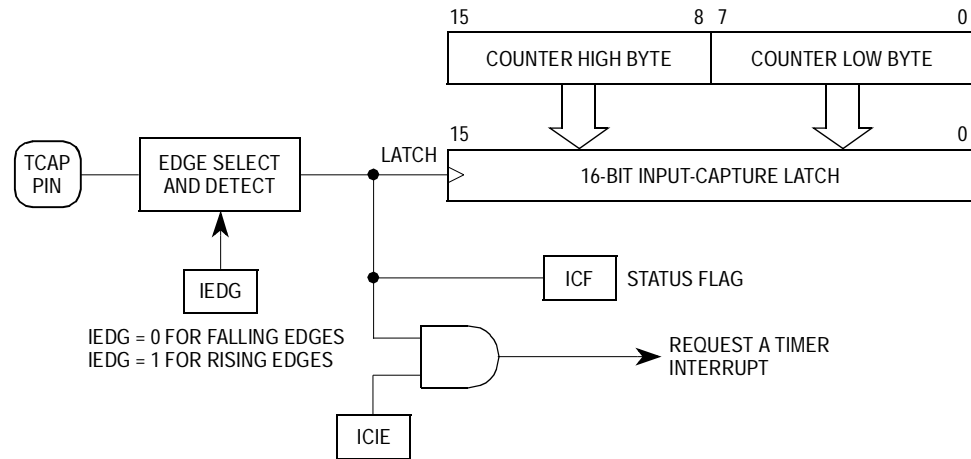 15 8 7 0
COUNTER HIGH BYTE COUNTER LOW BYTE
15 0
TCAP
PIN
EDGE SELECT
AND DETECT
LATCH
16-BIT INPUT-CAPTURE LATCH
IEDG
ICF STATUS FLAG
IEDG = 0 FOR FALLING EDGES
IEDG = 1 FOR RISING EDGES
REQUEST A TIMER
INTERRUPT
ICIE